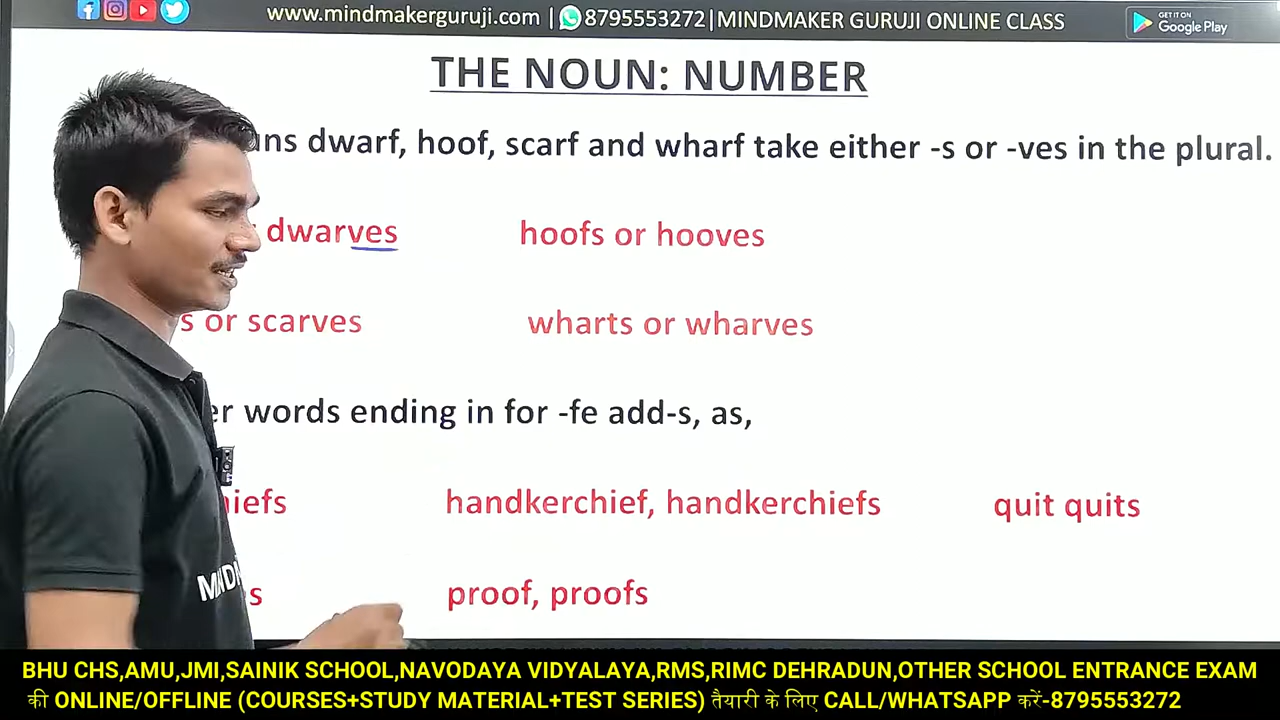 www.mindmakerguruji.com | 8795553272|MINDMAKER GURUJI ONLINE CLASS
GET IT ON
Google Play
THE NOUN: NUMBER
dwarf, hoof, scarf and wharf take either -s or -ves in the plural.
dwarves hoofs or hooves
s or scarves wharts or wharves
words ending in for -fe add-s, as,
handkerchief, handkerchiefs quit quits
proof, proofs
BHU CHS,AMU,JMI,SAINIK SCHOOL,NAVODAYA VIDYALAYA,RMS,RIMC DEHRADUN,OTHER SCHOOL ENTRANCE EXAM
की ONLINE/OFFLINE (COURSES+STUDY MATERIAL+TEST SERIES) तैयारी के लिए CALL/WHATSAPP करें-8795553272